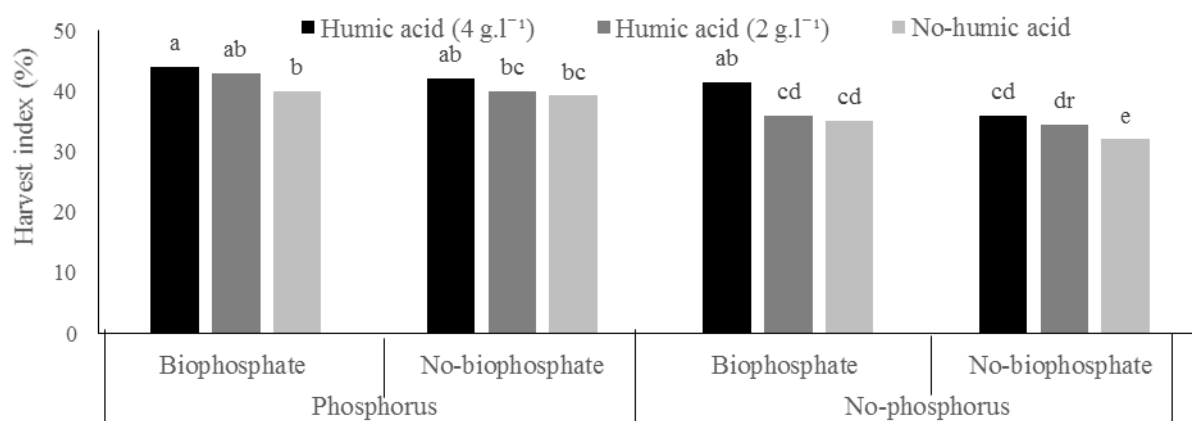 50
Humic acid (4 g.l⁻¹) Humic acid (2 g.l⁻¹) No-humic acid
a ab b ab bc bc ab cd cd cd dr e
40
30
20
10
0
Harvest index (%)
Biophosphate No-biophosphate Biophosphate No-biophosphate
Phosphorus No-phosphorus